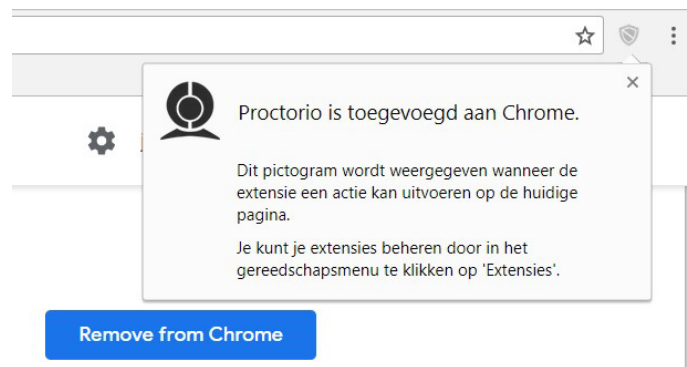 Proctorio is toegevoegd aan Chrome.
Dit pictogram wordt weergegeven wanneer de
extensie een actie kan uitvoeren op de huidige
pagina.
Je kunt je extensies beheren door in het
gereedschapsmenu te klikken op 'Extensies'.
Remove from Chrome